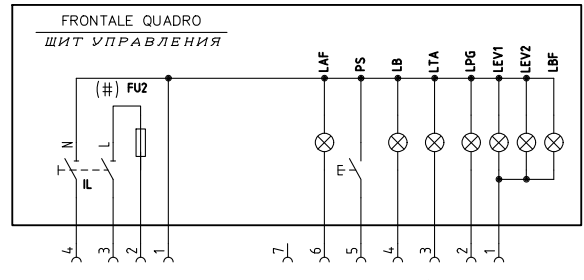 FRONTALE QUADRO
ЩИТ УПРАВЛЕНИЯ
LAF PS LB LTA LPG LEV1 LEV2 LBF
(#) FU2
N L
IL
E
4 3 2 1 7 6 5 4 3 2 1